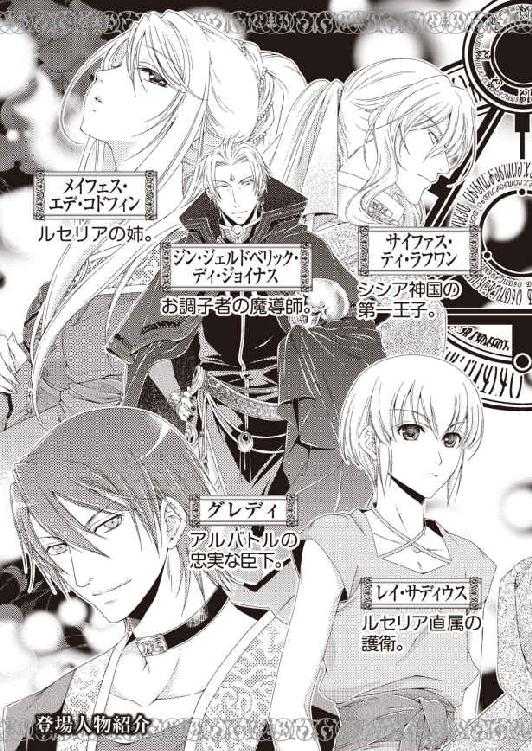 メイフェス・
エデ・コドフィン
ルセリアの姉。
サイファス・
ティ・ラフワン
シシア神国の
第一王子。
ジン・ジェルドベリック・
ディ・ジョイナス
お調子者の魔導師。
グレディ
アルバトルの
忠実な臣下。
レイ・サディウス
ルセリア直属の
護衛。
登場人物紹介